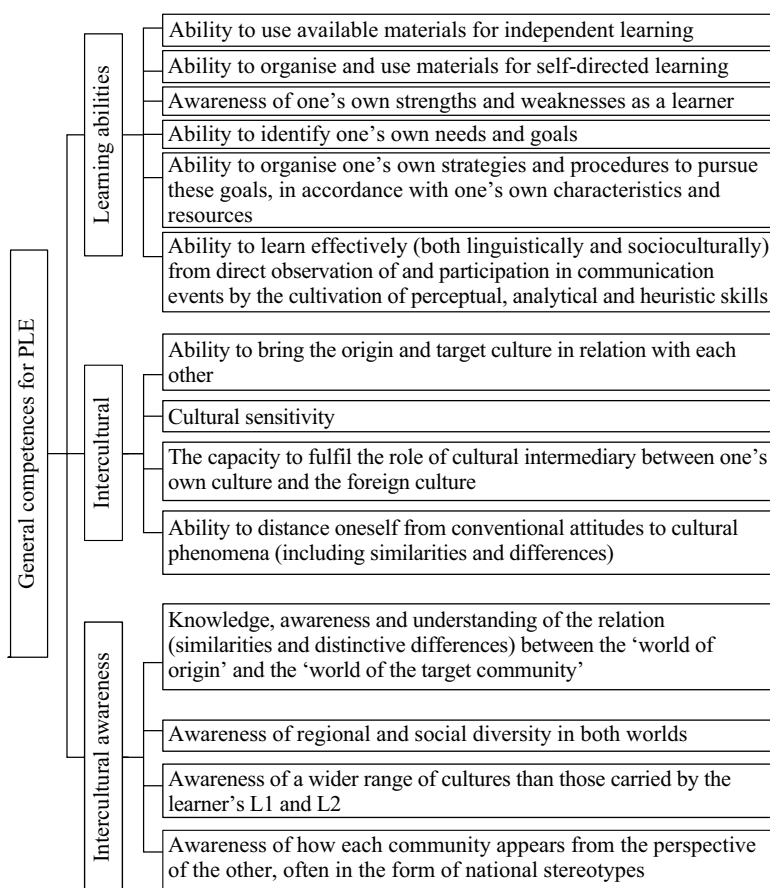 General competences for PLE
Learning abilities
Ability to use available materials for independent learning
Ability to organise and use materials for self-directed learning
Awareness of one’s own strengths and weaknesses as a learner
Ability to identify one’s own needs and goals
Ability to organise one’s own strategies and procedures to pursue
these goals, in accordance with one’s own characteristics and
resources
Ability to learn effectively (both linguistically and socioculturally)
from direct observation of and participation in communication
events by the cultivation of perceptual, analytical and heuristic skills
Intercultural
Ability to bring the origin and target culture in relation with each
other
Cultural sensitivity
The capacity to fulfil the role of cultural intermediary between one’s
own culture and the foreign culture
Ability to distance oneself from conventional attitudes to cultural
phenomena (including similarities and differences)
Intercultural awareness
Knowledge, awareness and understanding of the relation
(similarities and distinctive differences) between the ‘world of
origin’ and the ‘world of the target community’
Awareness of regional and social diversity in both worlds
Awareness of a wider range of cultures than those carried by the
learner’s L1 and L2
Awareness of how each community appears from the perspective
of the other, often in the form of national stereotypes